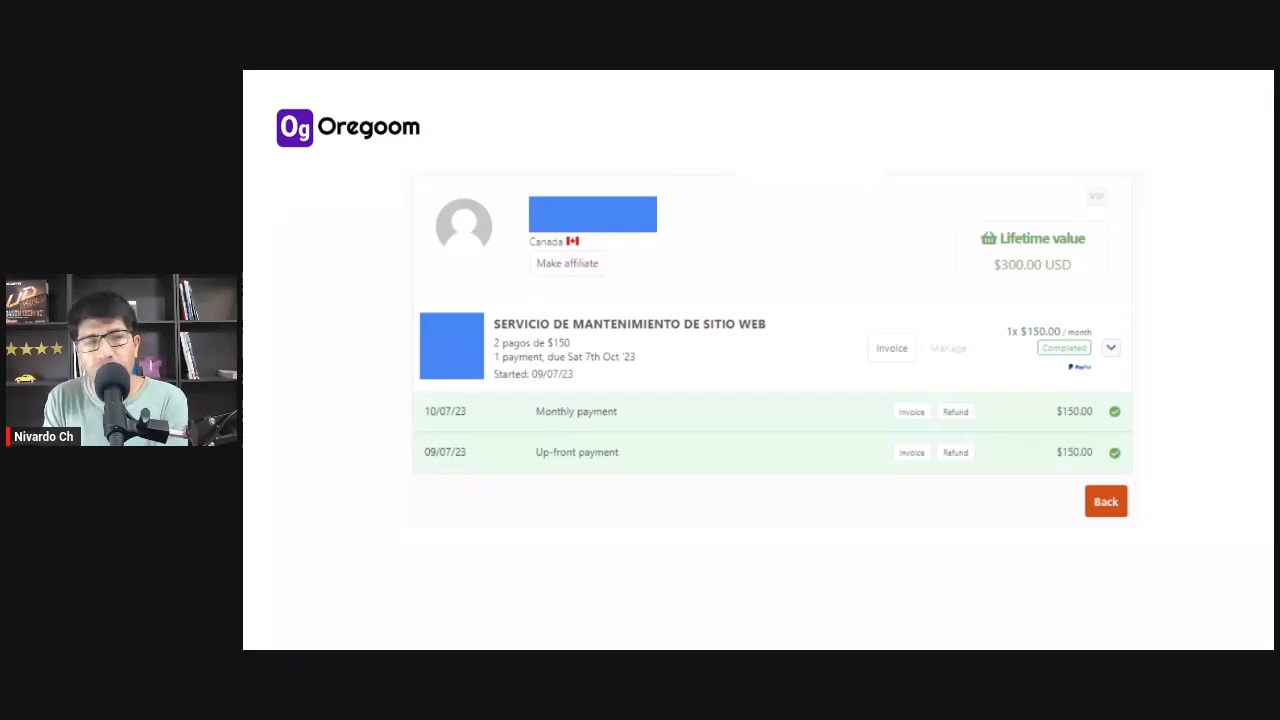 Og Oregoom
VIP
Canada
Make affiliate
Lifetime value
$300.00 USD
SERVICIO DE MANTENIMIENTO DE SITIO WEB
2 pagos de $150
1 payment, due Sat 7th Oct '23
Started: 09/07/23
Invoice
Manage
1x $150.00 / month
Completed
PayPal
10/07/23 Monthly payment Invoice Refund $150.00
09/07/23 Up-front payment Invoice Refund $150.00
Back
Nivardo Ch